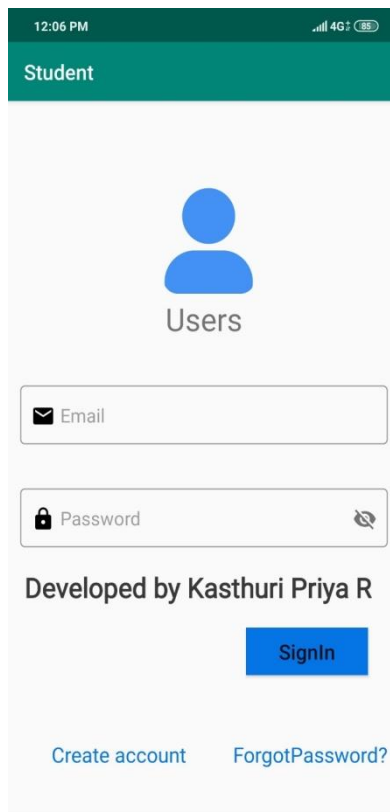 12:06 PM 4G+ 85
Student
Users
Email
Password
Developed by Kasthuri Priya R
SignIn
Create account ForgotPassword?